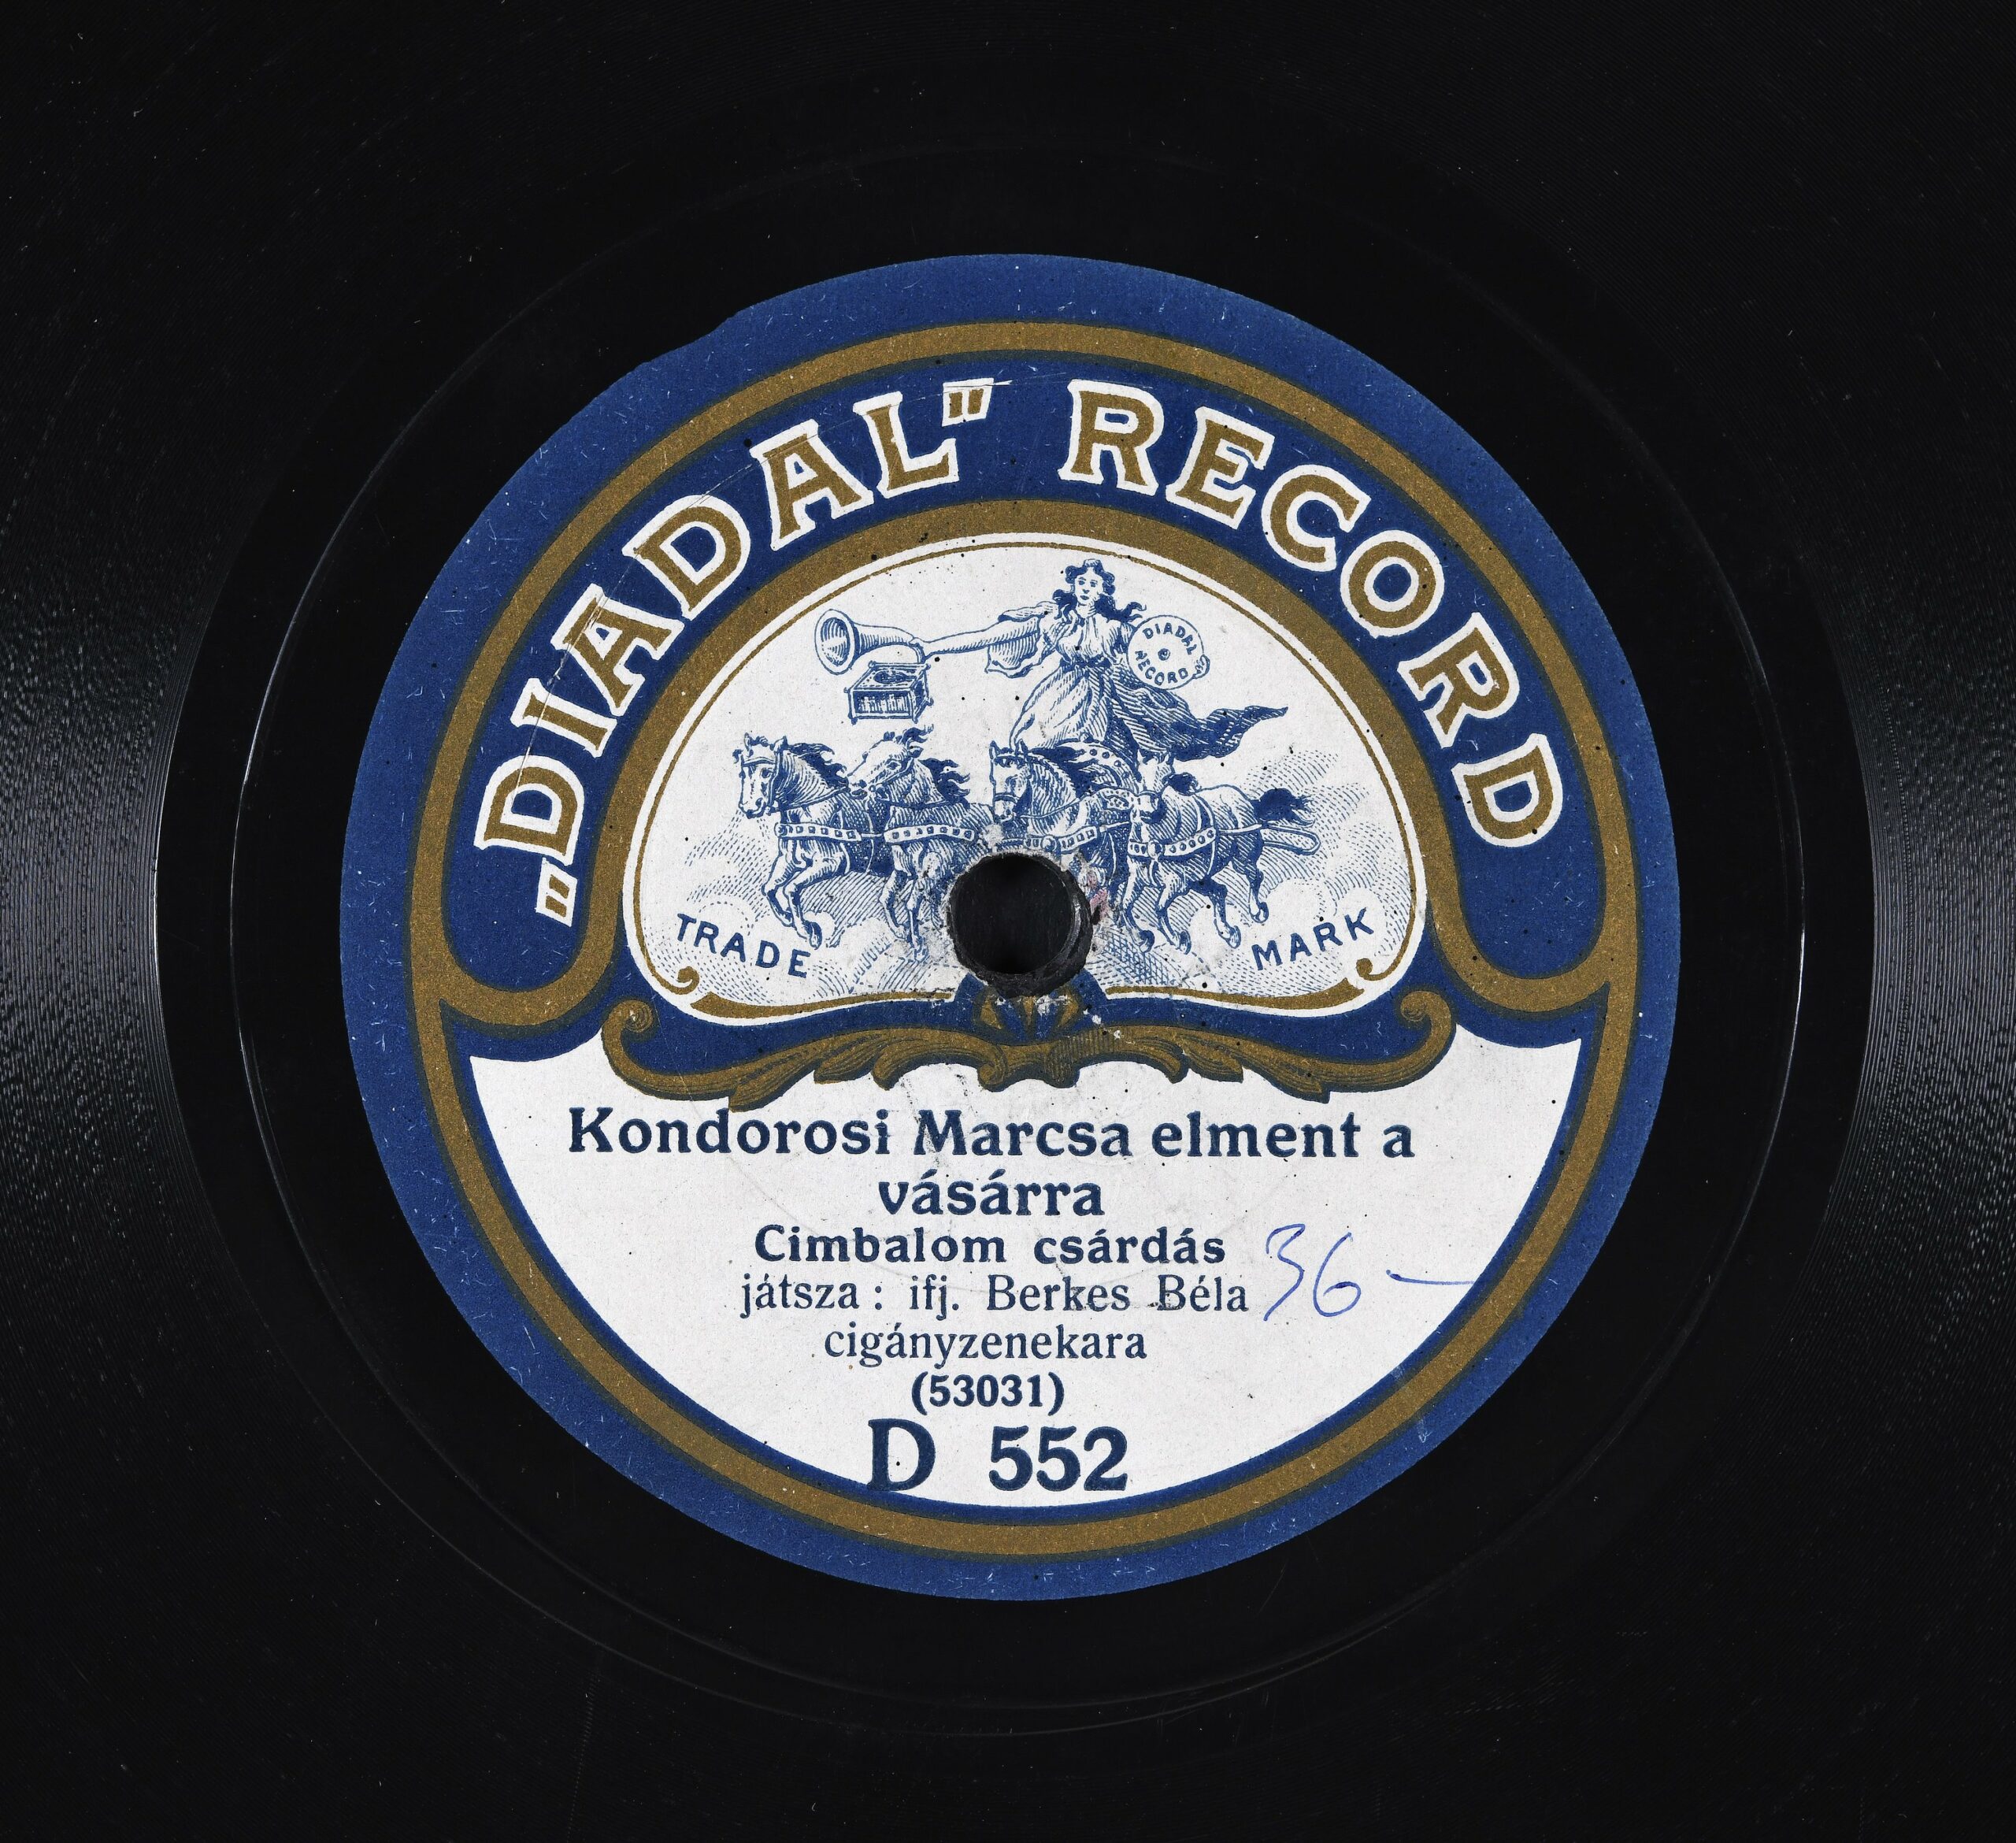 „DIADAL" RECORD
DIADAL
RECORD
TRADE MARK
Kondorosi Marcsa elment a
vásárra
Cimbalom csárdás
játsza : ifj. Berkes Béla
36 —
cigányzenekara
(53031)
D 552